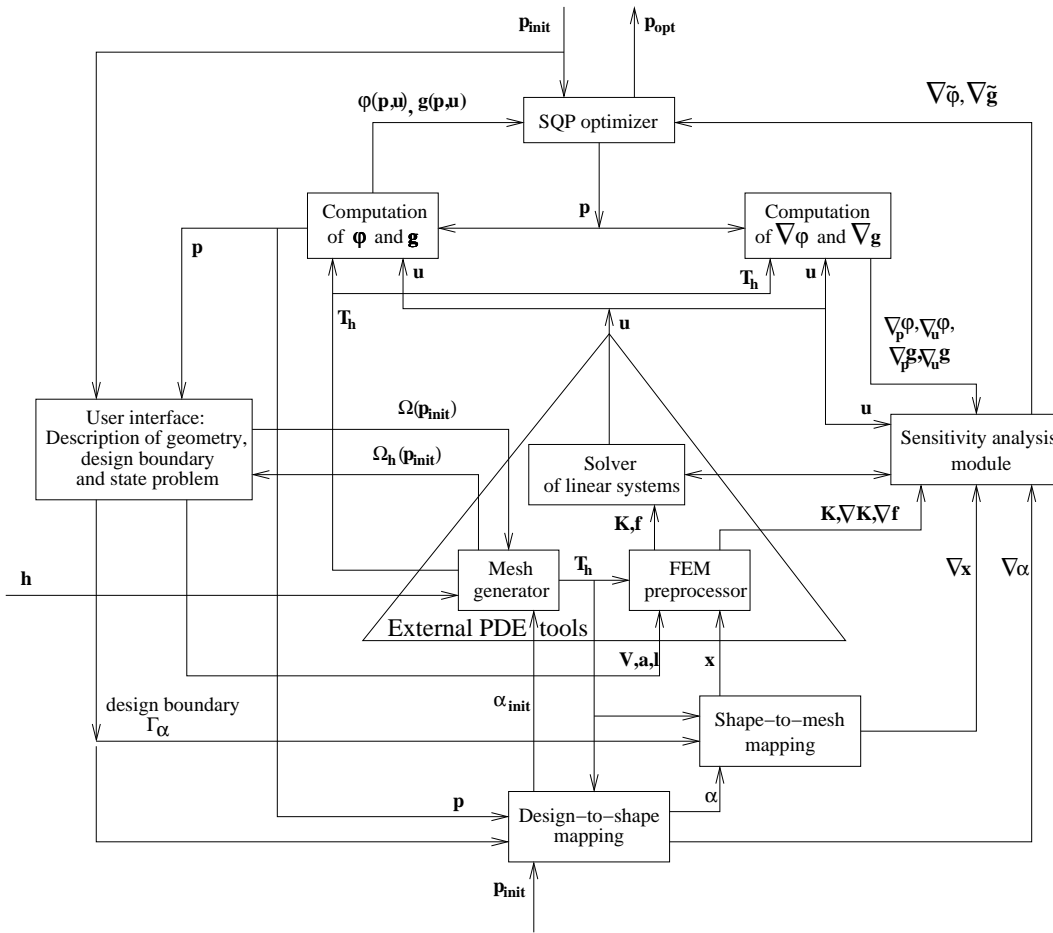 p_init
p_opt
φ(p,u), g(p,u)
∇φ̃, ∇g̃
SQP optimizer
Computation
of φ and g
p
Computation
of ∇φ and ∇g
p
u
T_h
u
T_h
u
∇_pφ, ∇_uφ,
∇_pg, ∇_ug
Ω(p_init)
u
User interface:
Description of geometry,
design boundary
and state problem
Ω_h(p_init)
Solver
of linear systems
Sensitivity analysis
module
K,f
K,∇K,∇f
h
Mesh
generator
T_h
FEM
preprocessor
∇x
∇α
External PDE tools
V,a,l
x
α_init
design boundary
Γ_α
Shape−to−mesh
mapping
p
α
Design−to−shape
mapping
p_init